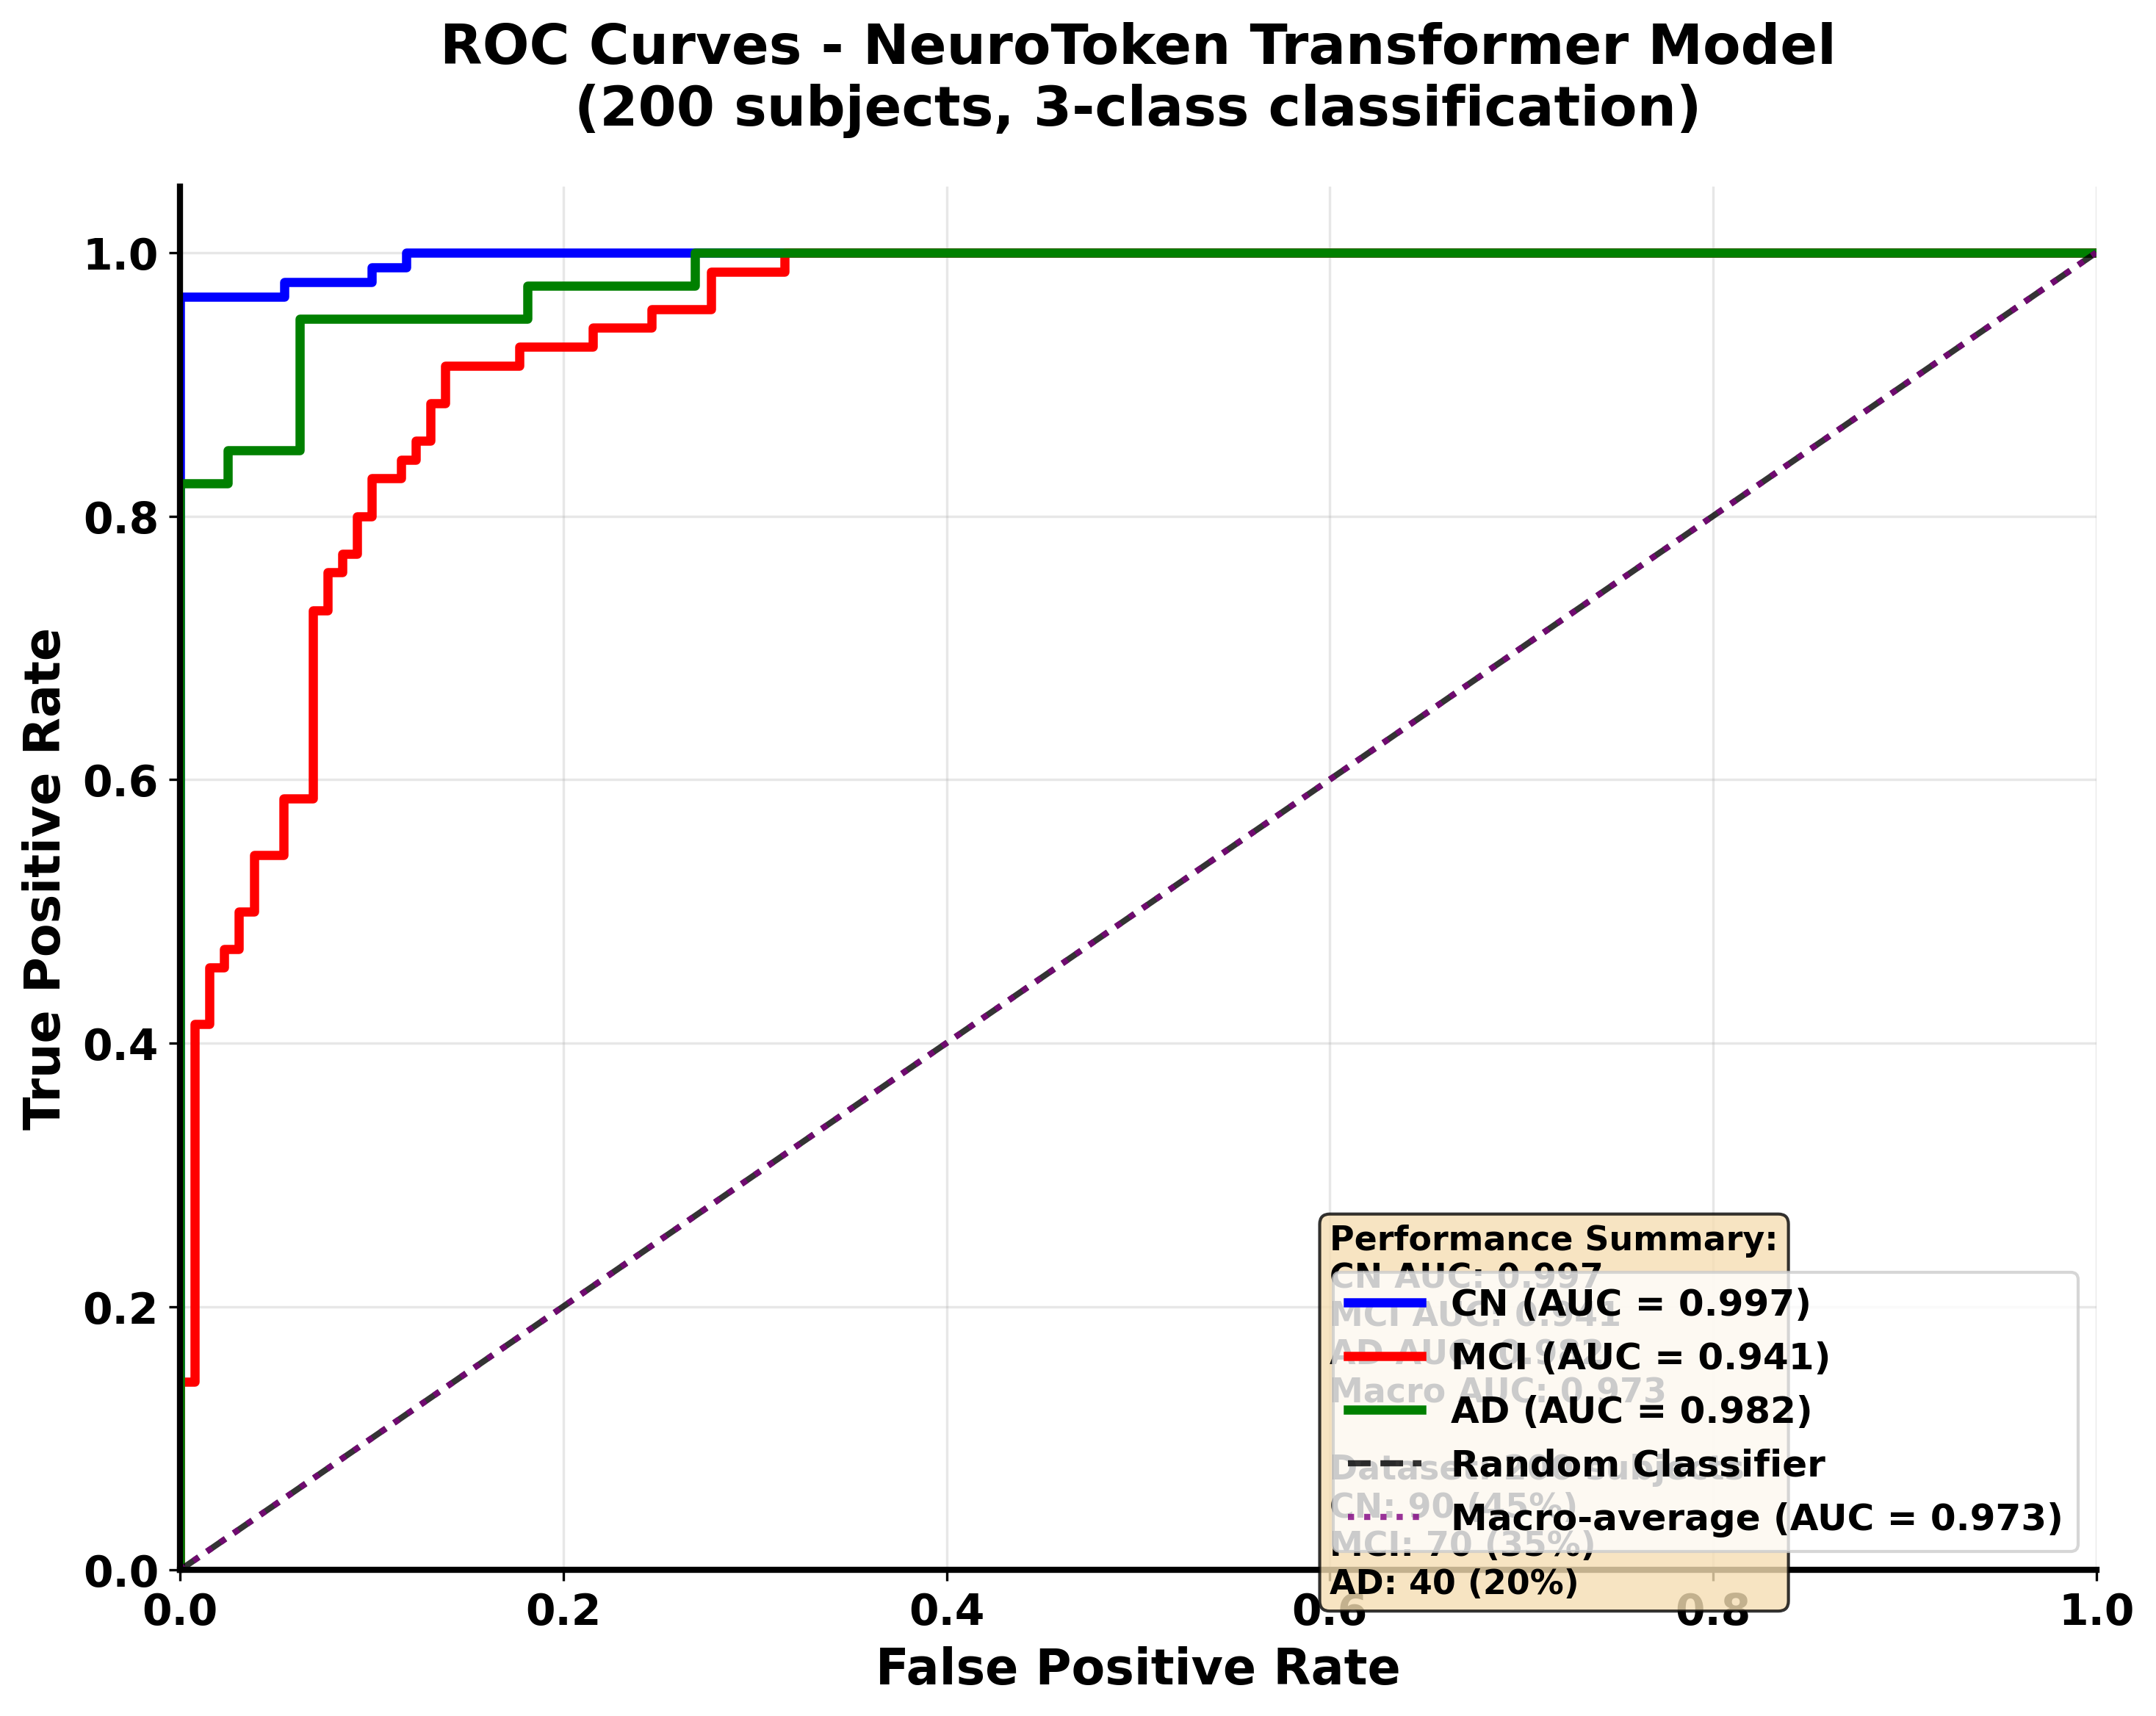 ROC Curves - NeuroToken Transformer Model
(200 subjects, 3-class classification)
True Positive Rate
1.0
0.8
0.6
0.4
0.2
0.0
Performance Summary:
CN AUC: 0.997
MCI AUC: 0.941
AD AUC: 0.982
Macro AUC: 0.973
Dataset: 200 subjects
CN: 90 (45%)
MCI: 70 (35%)
AD: 40 (20%)
CN (AUC = 0.997)
MCI (AUC = 0.941)
AD (AUC = 0.982)
Random Classifier
Macro-average (AUC = 0.973)
0.0 0.2 0.4 0.6 0.8 1.0
False Positive Rate